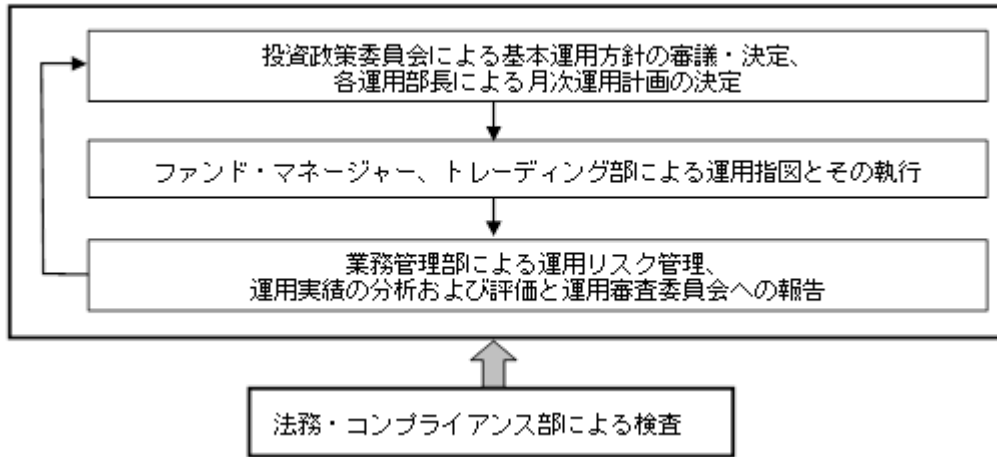 投資政策委員会による基本運用方針の審議・決定、
各運用部長による月次運用計画の決定
ファンド・マネージャー、トレーディング部による運用指図とその執行
業務管理部による運用リスク管理、
運用実績の分析および評価と運用審査委員会への報告
法務・コンプライアンス部による検査